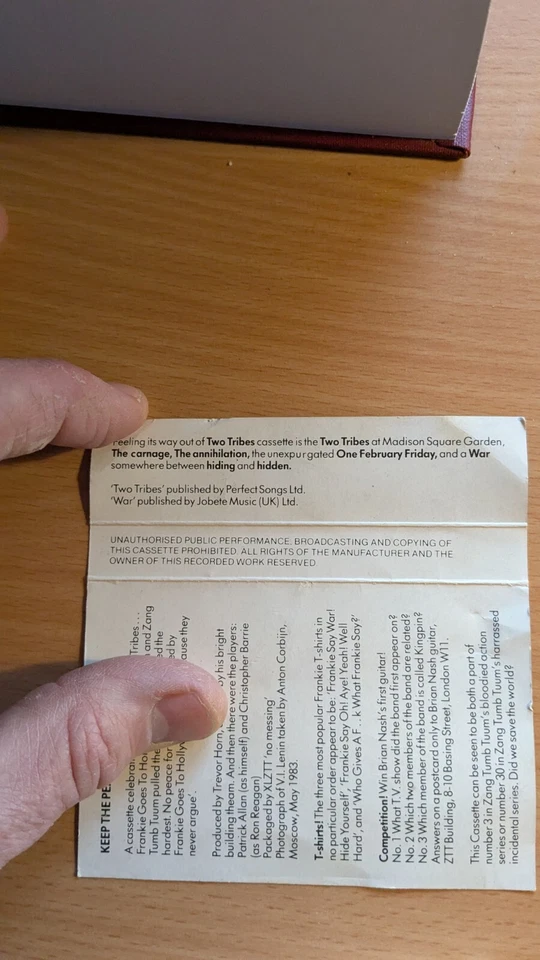 Feeling its way out of Two Tribes cassette is the Two Tribes at Madison Square Garden,
The carnage, The annihilation, the unexpurgated One February Friday, and a War
somewhere between hiding and hidden.
'Two Tribes' published by Perfect Songs Ltd.
'War' published by Jobete Music (UK) Ltd.
UNAUTHORISED PUBLIC PERFORMANCE, BROADCASTING AND COPYING OF
THIS CASSETTE PROHIBITED. ALL RIGHTS OF THE MANUFACTURER AND THE
OWNER OF THIS RECORDED WORK RESERVED.
KEEP THE
A cassette Tribes...
Frankie Goes To and Zang
Tumb Tuum pulled the the
hardest. No peace for by
Frankie Goes To they
never argue'.
Produced by Trevor Horn, by his bright
building theam. And then there were the players:
Patrick Allan (as himself) and Christopher Barrie
(as Ron Reagan)
Packaged by XLZTT 'no messing'
Photograph of V.I. Lenin taken by Anton Corbijn,
Moscow, May 1983.
T-shirts! The three most popular Frankie T-shirts in
no particular order appear to be: 'Frankie Say War!
Hide Yourself', 'Frankie Say Oh! Aye! Yeah! Well
Hard', and 'Who Gives A F..k What Frankie Say?'
Competition! Win Brian Nash's first guitar!
No. 1 What T.V. show did the band first appear on?
No. 2 Which two members of the band are related?
No. 3 Which member of the band is called Kingpin?
Answers on a postcard only to Brian Nash guitar,
ZTT Building, 8-10 Basing Street, London W11.
This Cassette can be seen to be both a part of
number 3 in Zang Tumb Tuum's bloodied action
series or number 30 in Zang Tumb Tuum's harrassed
incidental series. Did we save the world?